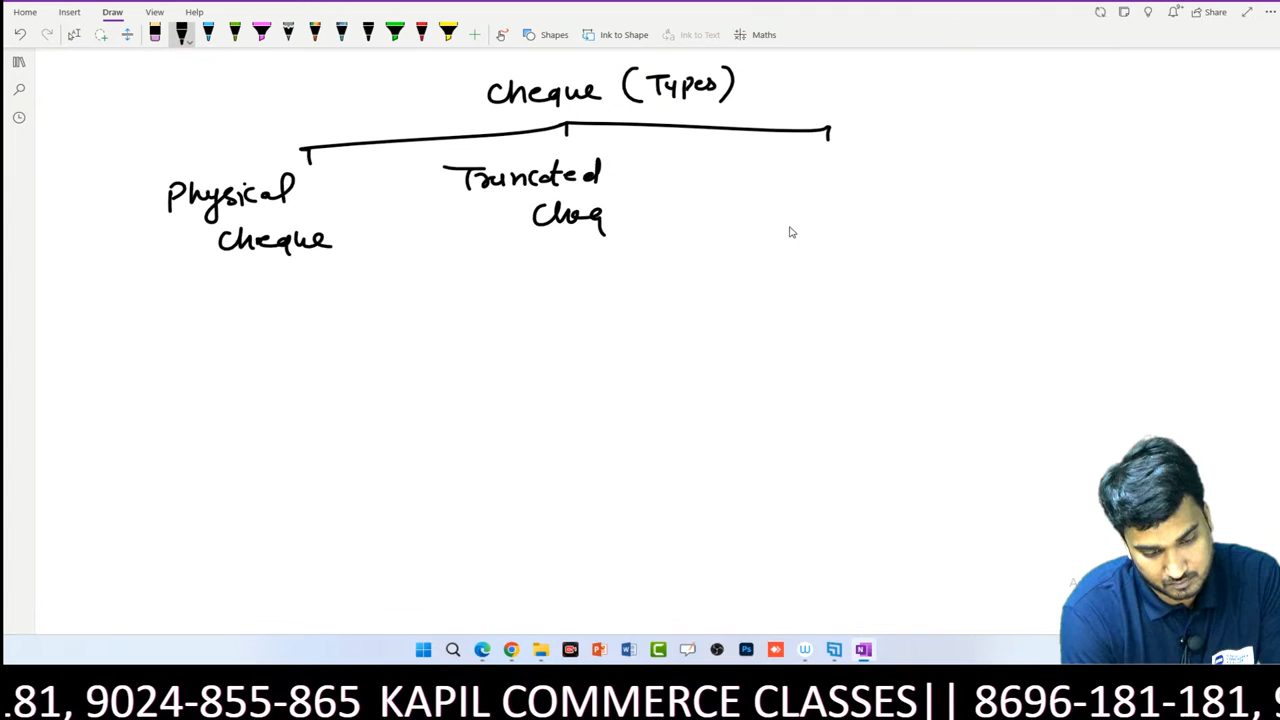 Home Insert Draw View Help Share
Shapes Ink to Shape Ink to Text Maths
Cheque (Types)
Physical Truncated
Cheque Cheq
.81, 9024-855-865 KAPIL COMMERCE CLASSES|| 8696-181-181, 9